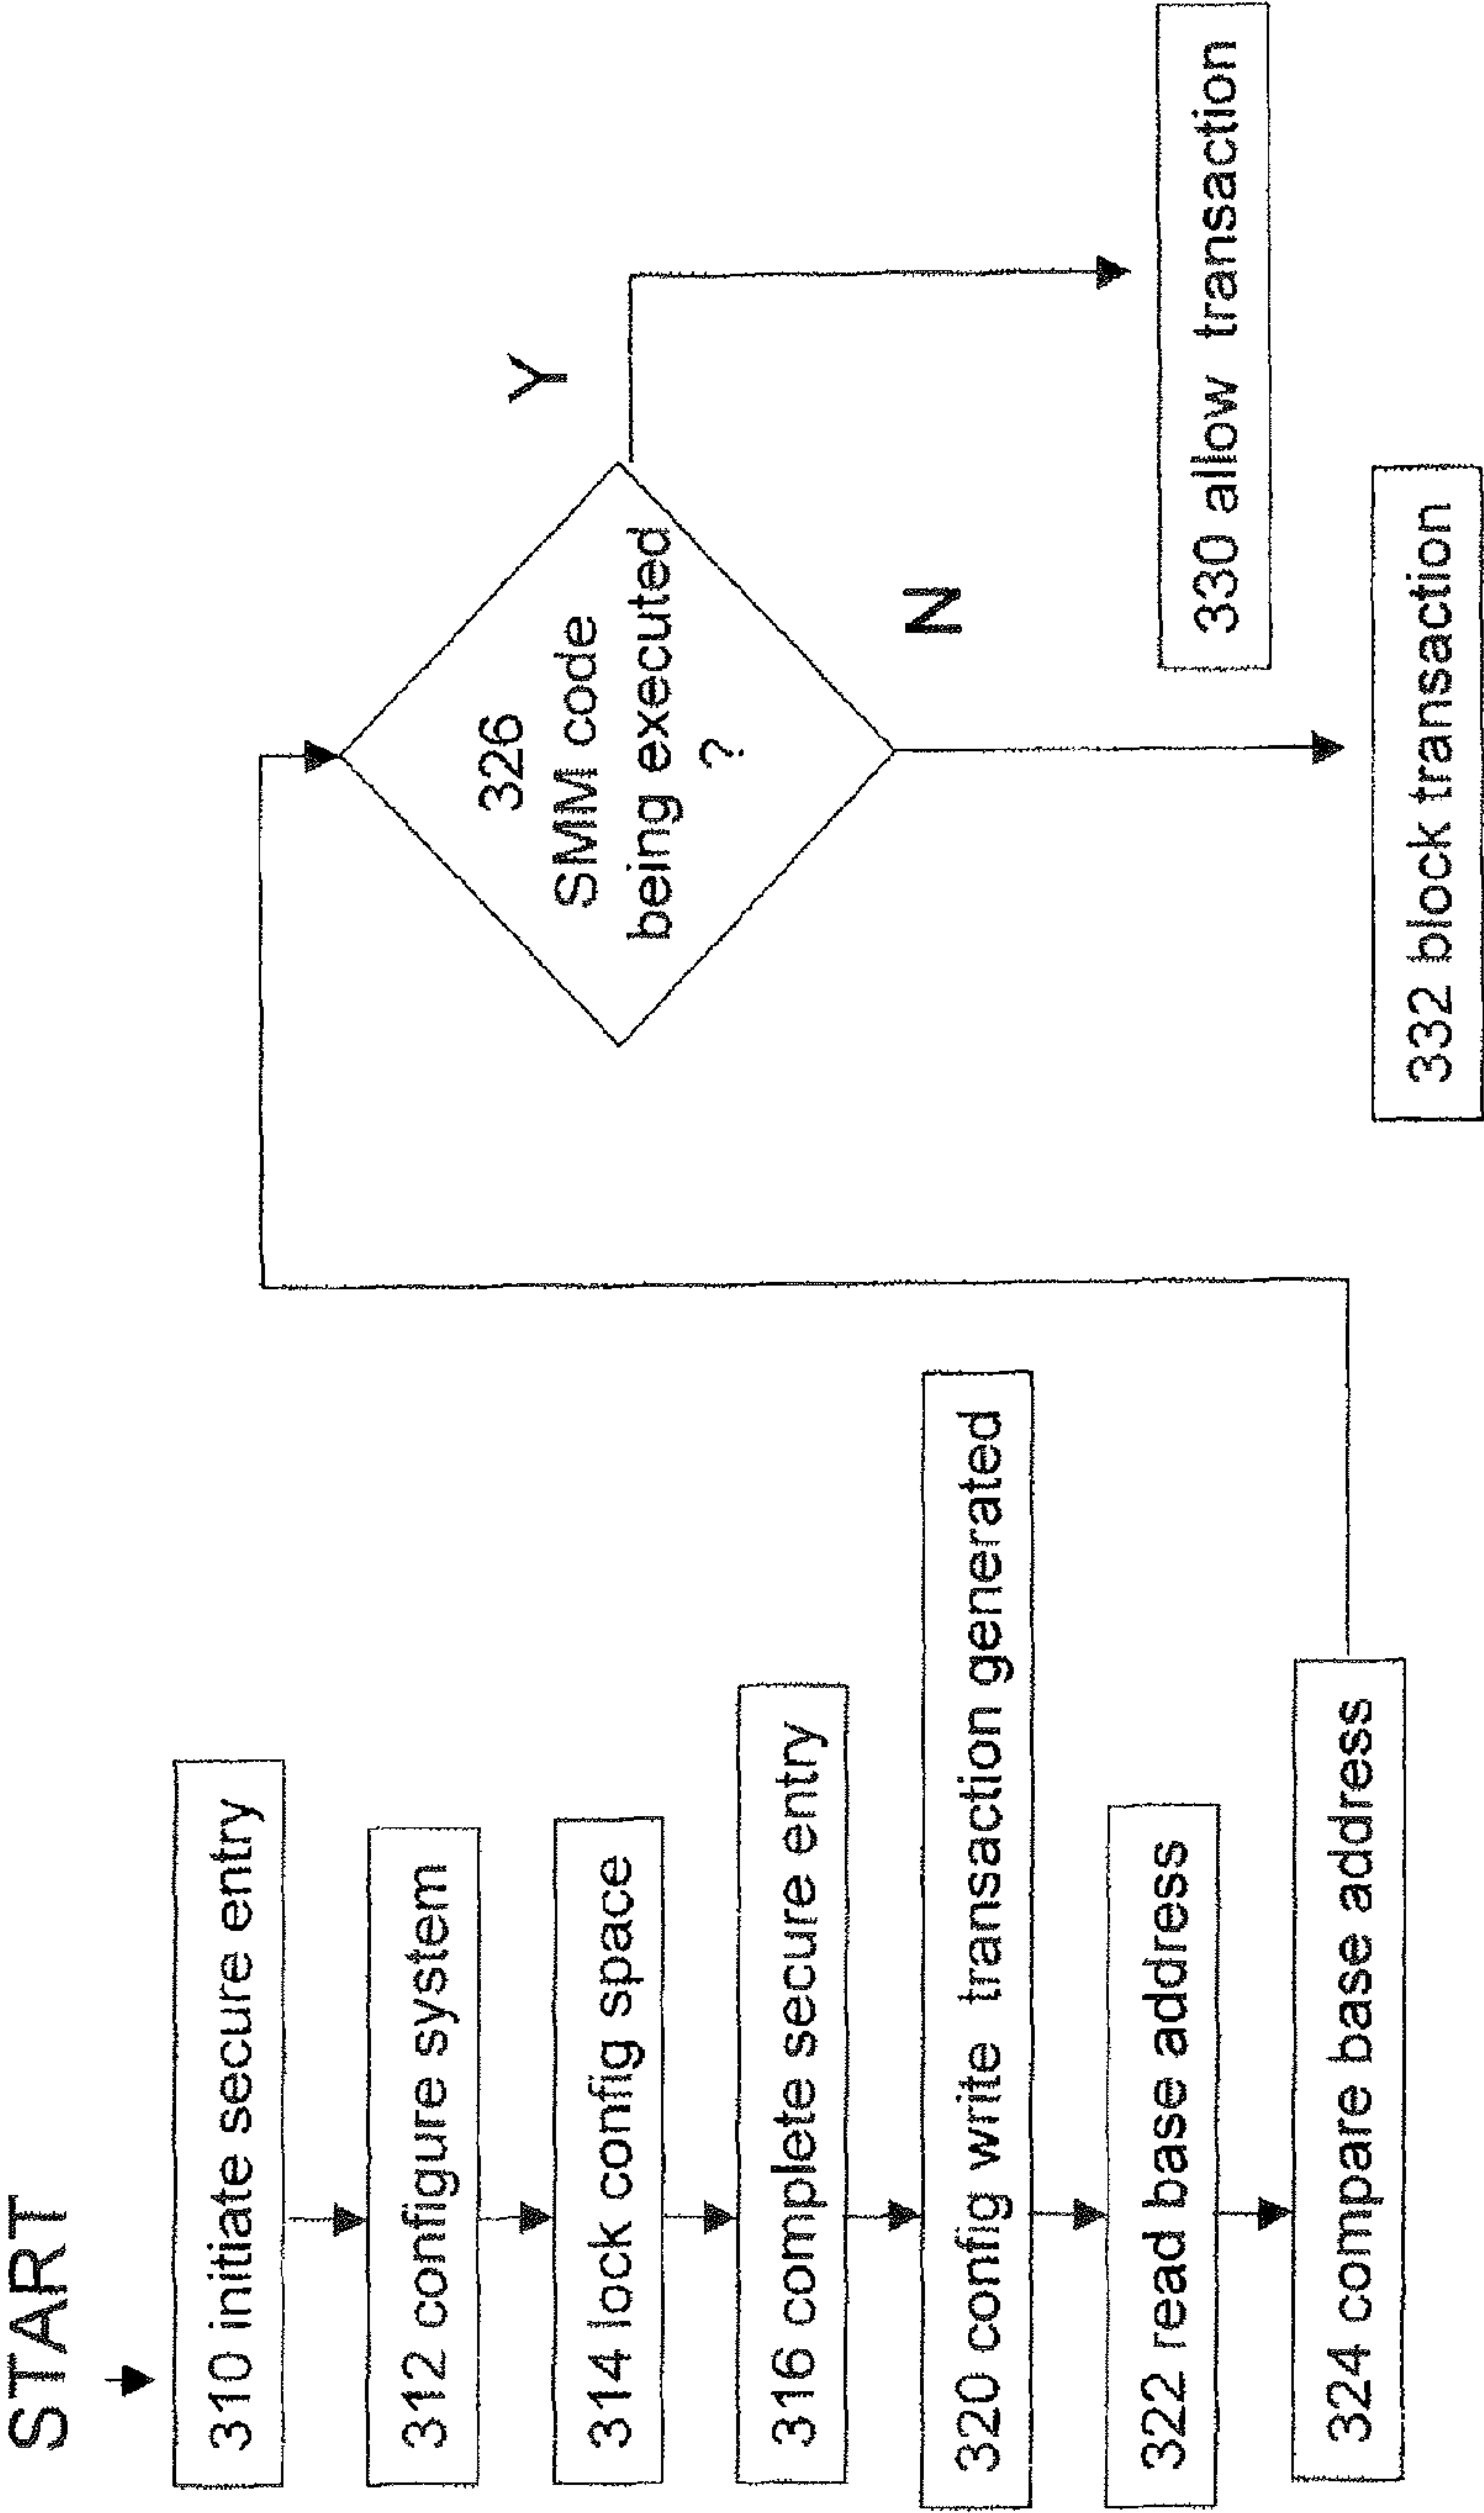 START
310 initiate secure entry
312 configure system
314 lock config space
316 complete secure entry
320 config write transaction generated
322 read base address
324 compare base address
326
SMM code
being executed
?
Y
N
330 allow transaction
332 block transaction